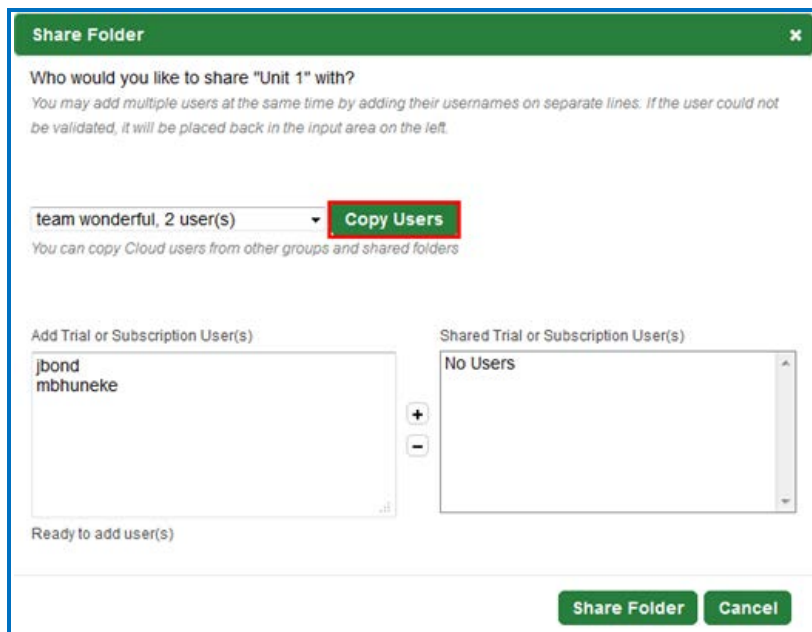 Share Folder
Who would you like to share "Unit 1" with?
You may add multiple users at the same time by adding their usernames on separate lines. If the user could not
be validated, it will be placed back in the input area on the left.
team wonderful, 2 user(s)
Copy Users
You can copy Cloud users from other groups and shared folders
Add Trial or Subscription User(s)
Shared Trial or Subscription User(s)
jbond
mbhuneke
No Users
+
-
Ready to add user(s)
Share Folder
Cancel